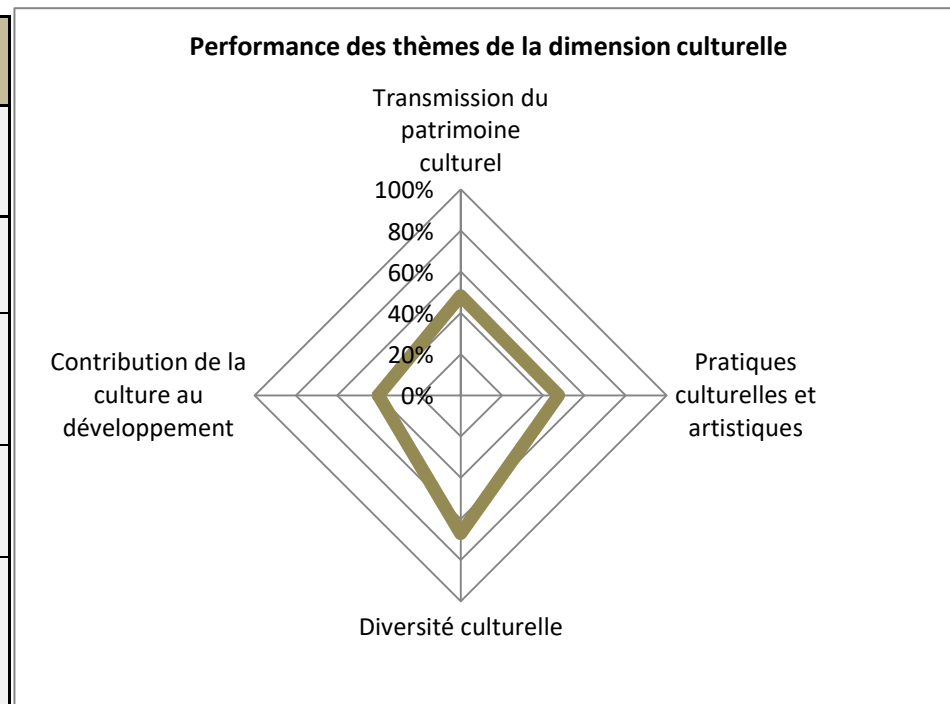 Performance des thèmes de la dimension culturelle
Transmission du
patrimoine
culturel
100%
80%
60%
40%
20%
0%
Contribution de la
culture au
développement
Pratiques
culturelles et
artistiques
Diversité culturelle